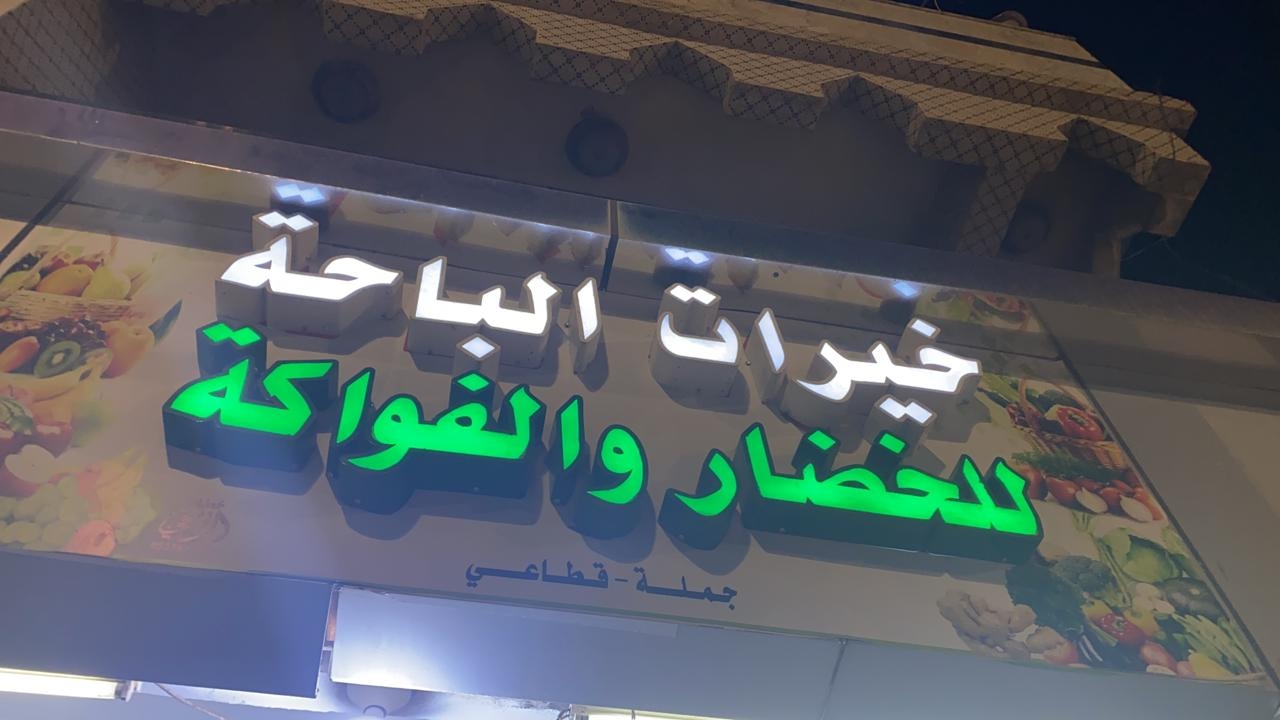 خيرات الباحة
للخضار والفواكة
جملة - قطاعي